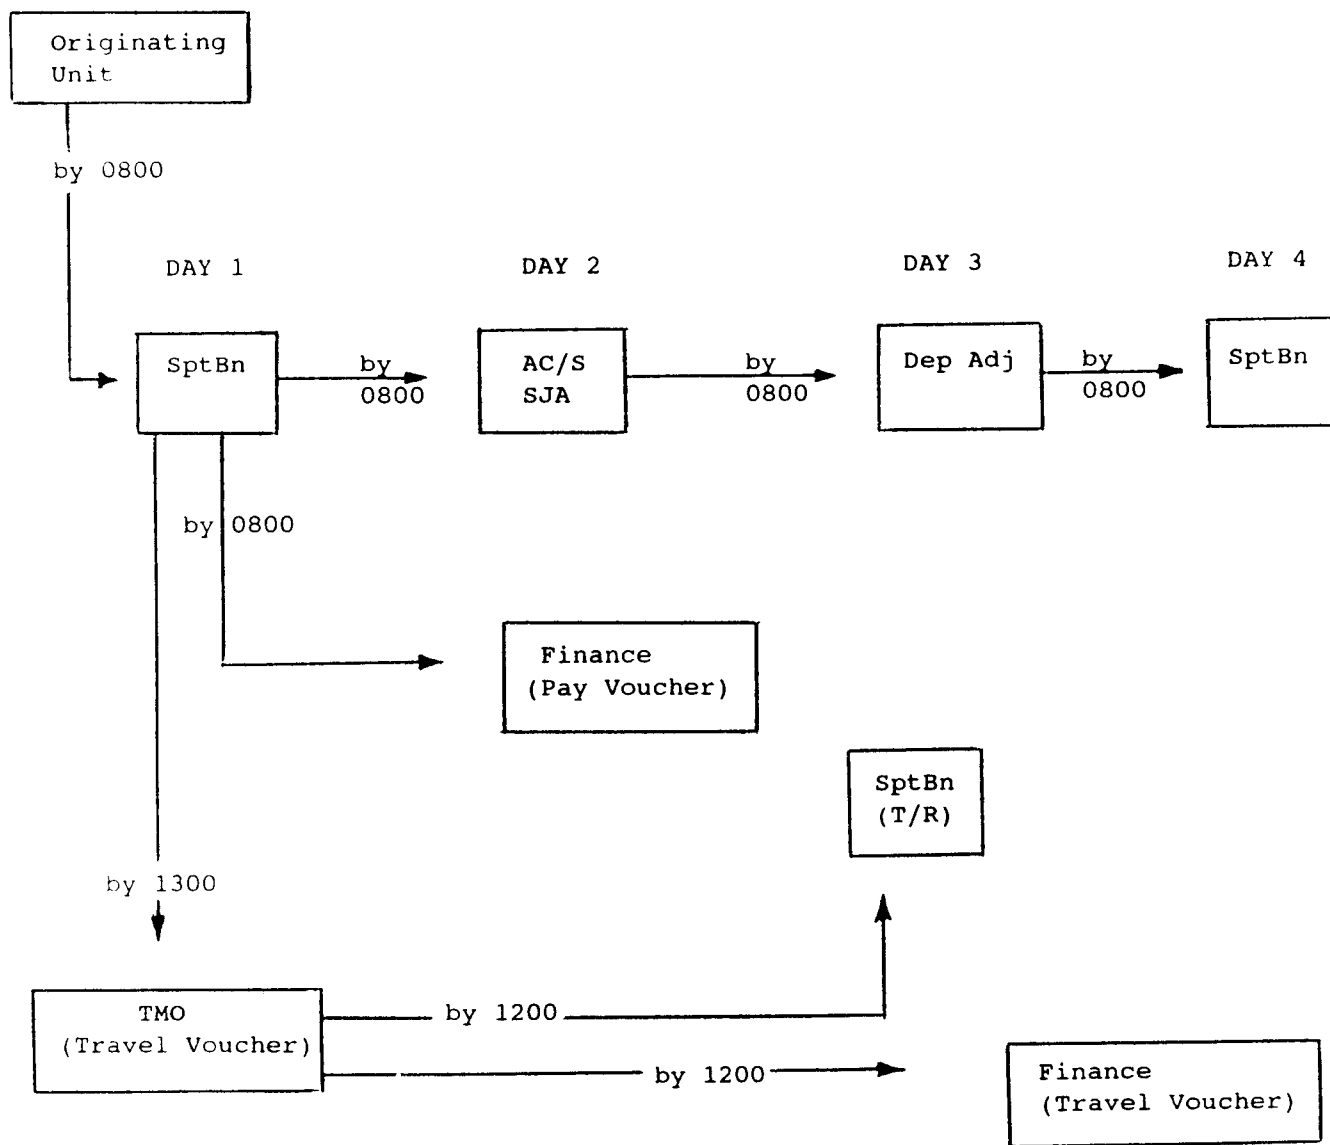 Originating
Unit
by 0800
DAY 1
DAY 2
DAY 3
DAY 4
SptBn
by
0800
AC/S
SJA
by
0800
Dep Adj
by
0800
SptBn
by 0800
Finance
(Pay Voucher)
SptBn
(T/R)
by 1300
TMO
(Travel Voucher)
by 1200
by 1200
Finance
(Travel Voucher)